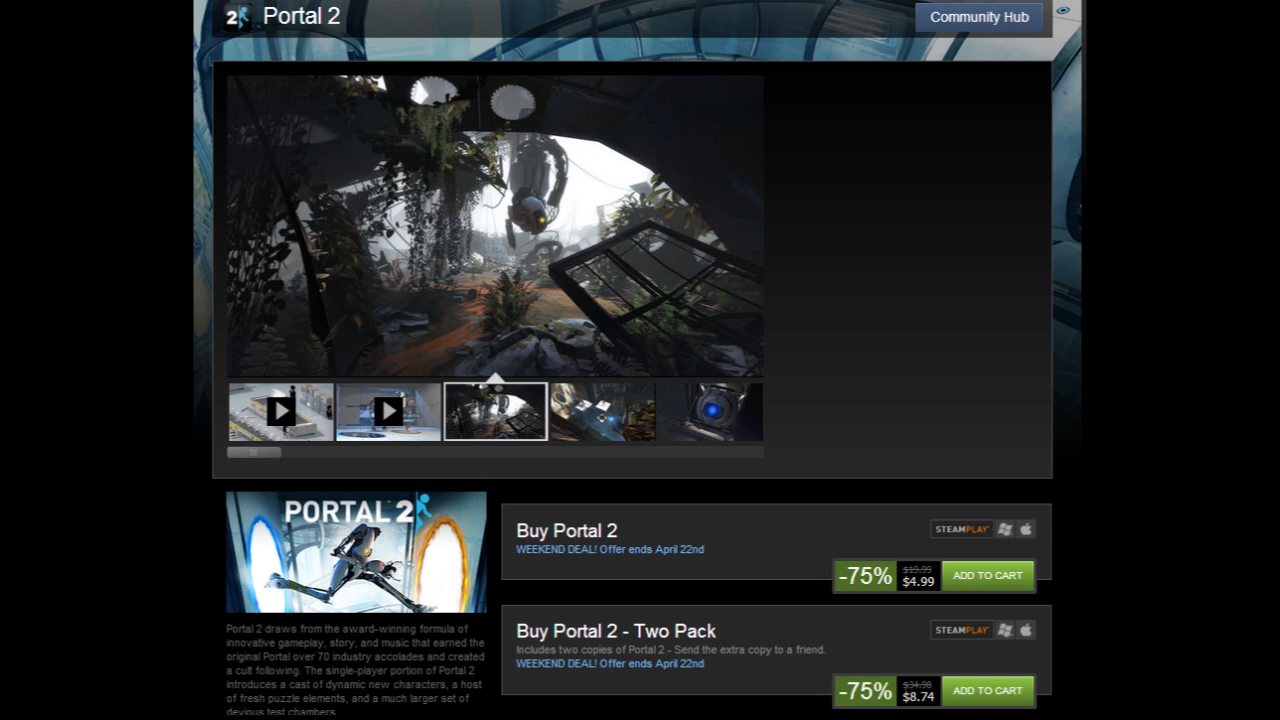 2
Portal 2
Community Hub
PORTAL 2
Buy Portal 2
STEAMPLAY
WEEKEND DEAL! Offer ends April 22nd
-75%
$19.99
$4.99
ADD TO CART
Buy Portal 2 - Two Pack
STEAMPLAY
Includes two copies of Portal 2 - Send the extra copy to a friend.
WEEKEND DEAL! Offer ends April 22nd
-75%
$34.98
$8.74
ADD TO CART
Portal 2 draws from the award-winning formula of
innovative gameplay, story, and music that earned the
original Portal over 70 industry accolades and created
a cult following. The single-player portion of Portal 2
introduces a cast of dynamic new characters, a host
of fresh puzzle elements, and a much larger set of
devious test chambers.